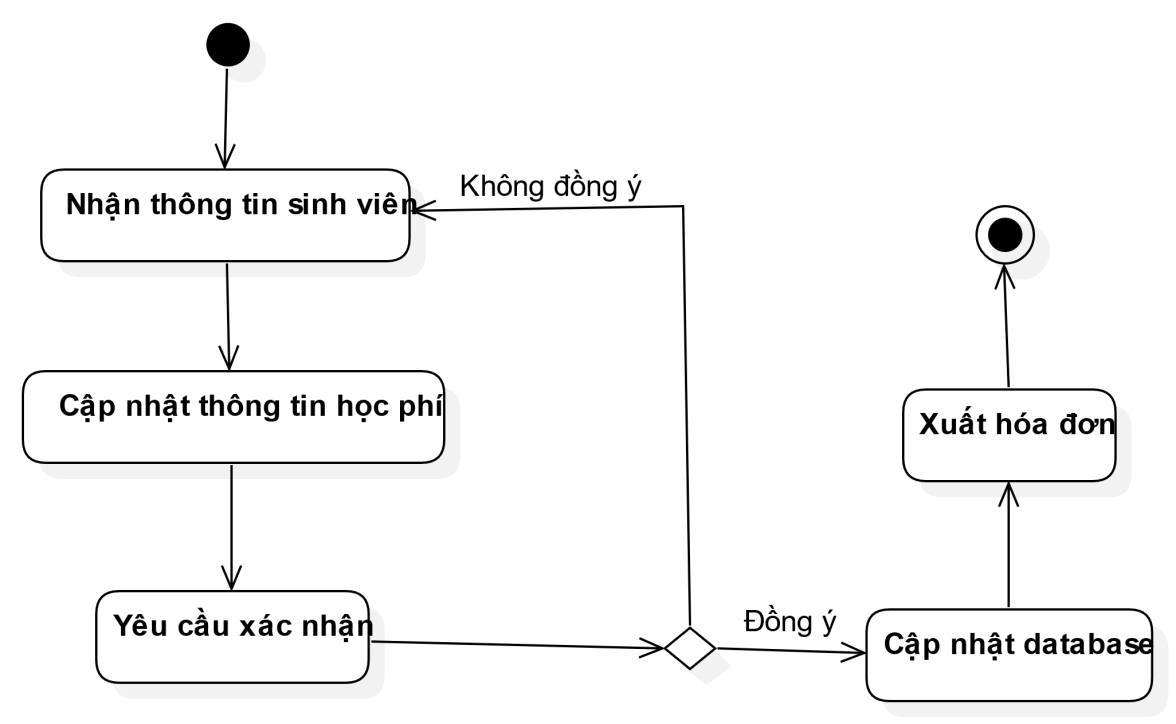 Nhận thông tin sinh viên
Không đồng ý
Cập nhật thông tin học phí
Yêu cầu xác nhận
Đồng ý
Cập nhật database
Xuất hóa đơn